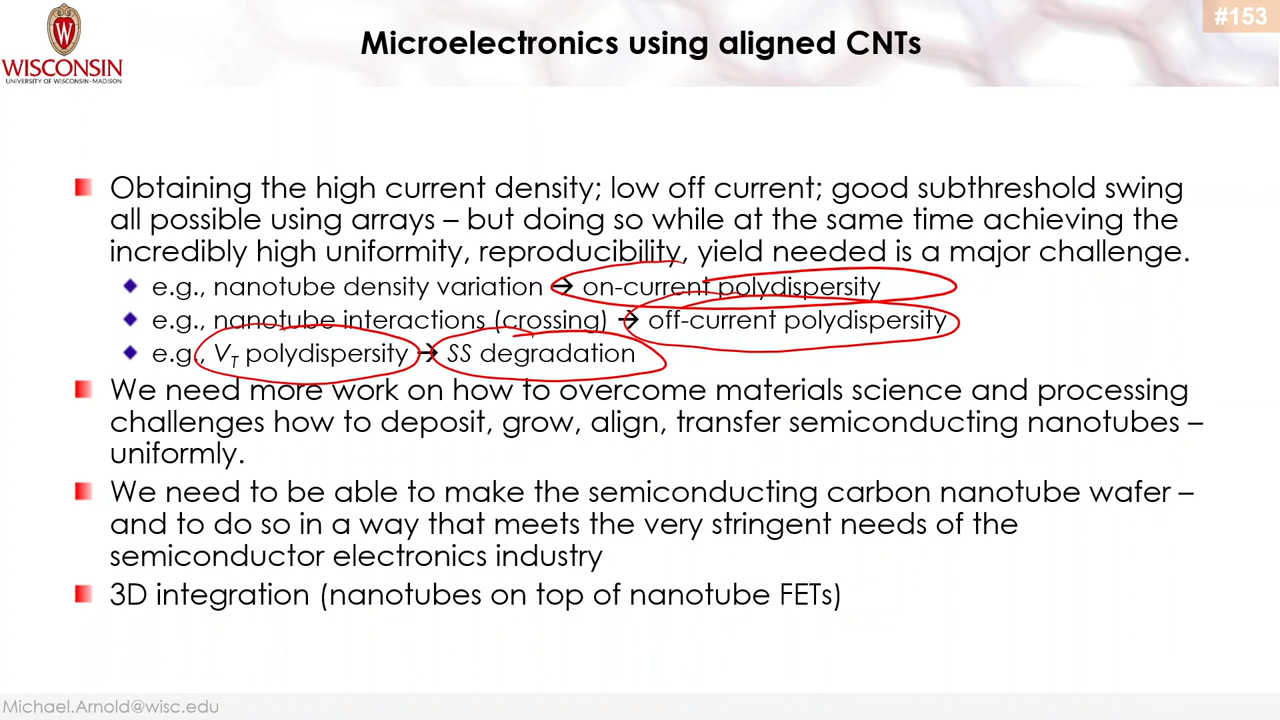 #153
WISCONSIN
UNIVERSITY OF WISCONSIN-MADISON
Microelectronics using aligned CNTs
Obtaining the high current density; low off current; good subthreshold swing
all possible using arrays – but doing so while at the same time achieving the
incredibly high uniformity, reproducibility, yield needed is a major challenge.
e.g., nanotube density variation → on-current polydispersity
e.g., nanotube interactions (crossing) → off-current polydispersity
e.g., VT polydispersity → SS degradation
We need more work on how to overcome materials science and processing
challenges how to deposit, grow, align, transfer semiconducting nanotubes –
uniformly.
We need to be able to make the semiconducting carbon nanotube wafer –
and to do so in a way that meets the very stringent needs of the
semiconductor electronics industry
3D integration (nanotubes on top of nanotube FETs)
Michael.Arnold@wisc.edu